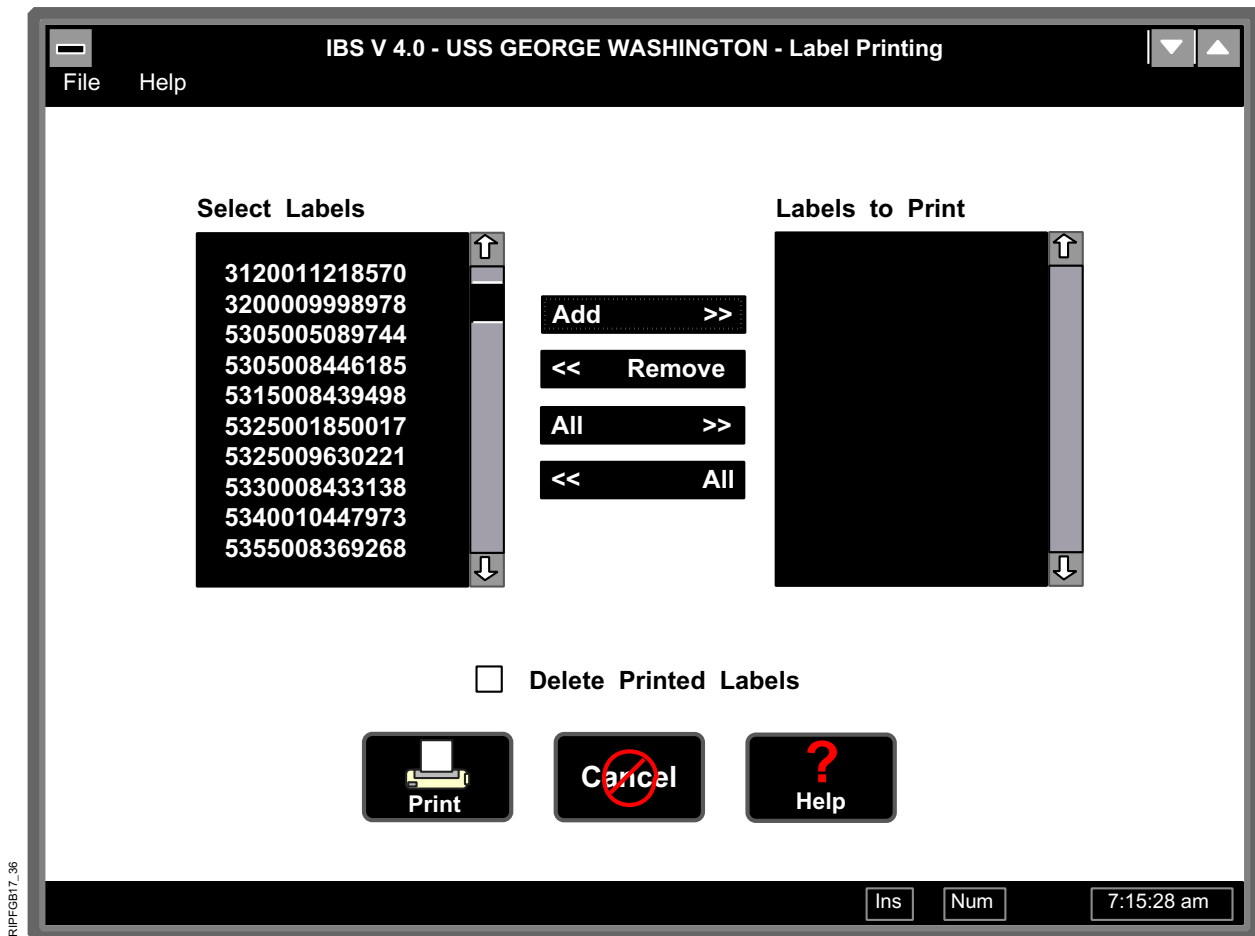 IBS V 4.0 - USS GEORGE WASHINGTON - Label Printing
File Help
Select Labels
Labels to Print
3120011218570
3200009998978
5305005089744
5305008446185
5315008439498
5325001850017
5325009630221
5330008433138
5340010447973
5355008369268
Add >>
<< Remove
All >>
<< All
Delete Printed Labels
Print
Cancel
? Help
Ins Num 7:15:28 am
RIPFGB17_36